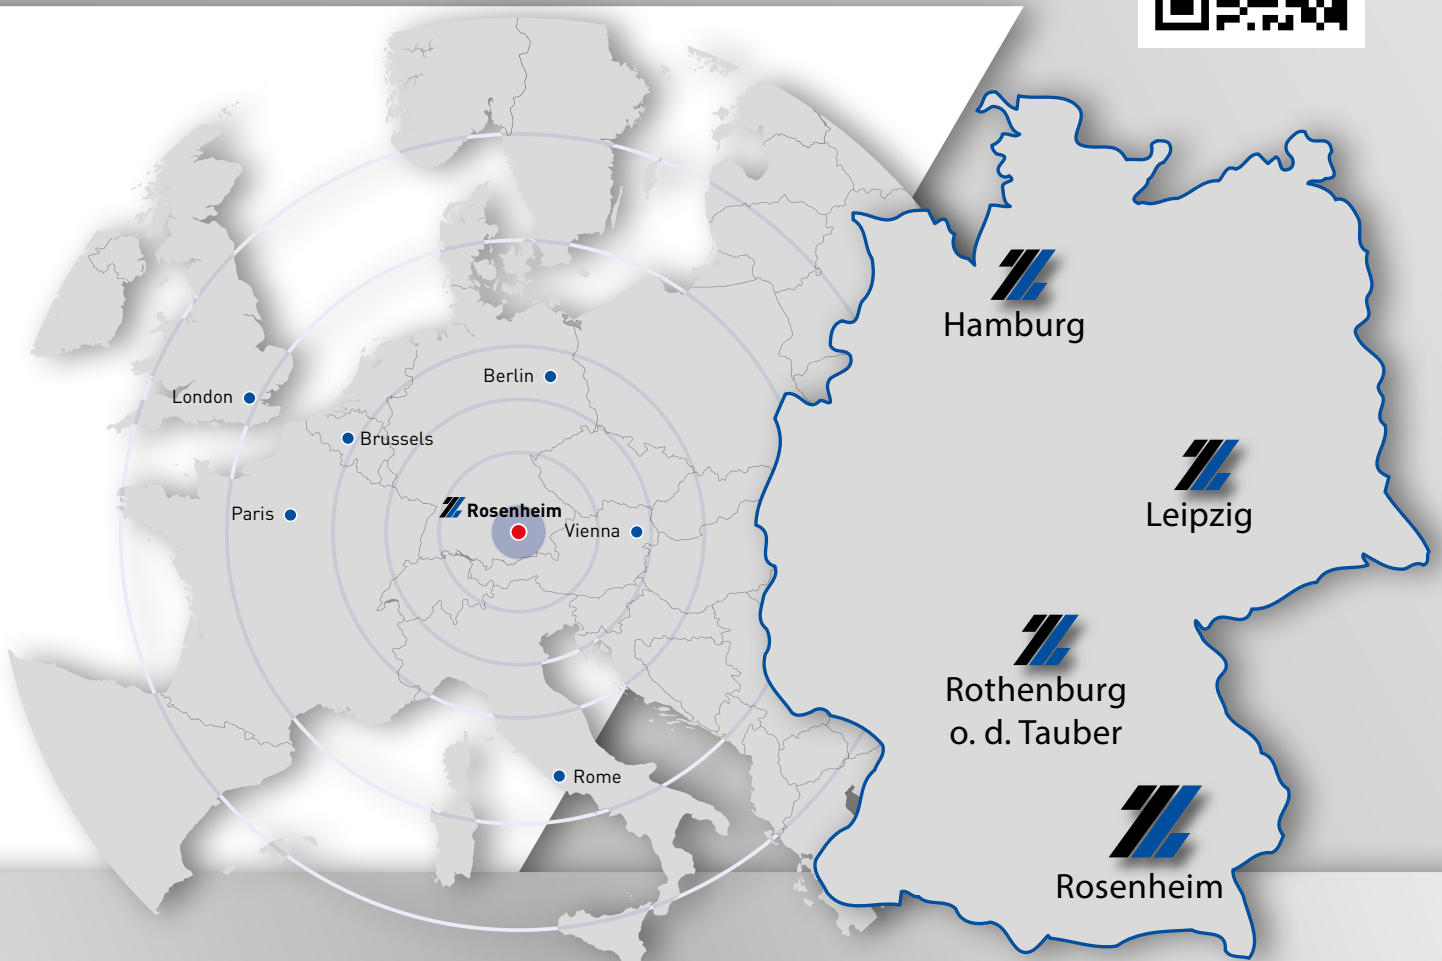 Hamburg
Berlin
London
Brussels
Rosenheim
Paris
Vienna
Leipzig
Rothenburg
o. d. Tauber
Rome
Rosenheim